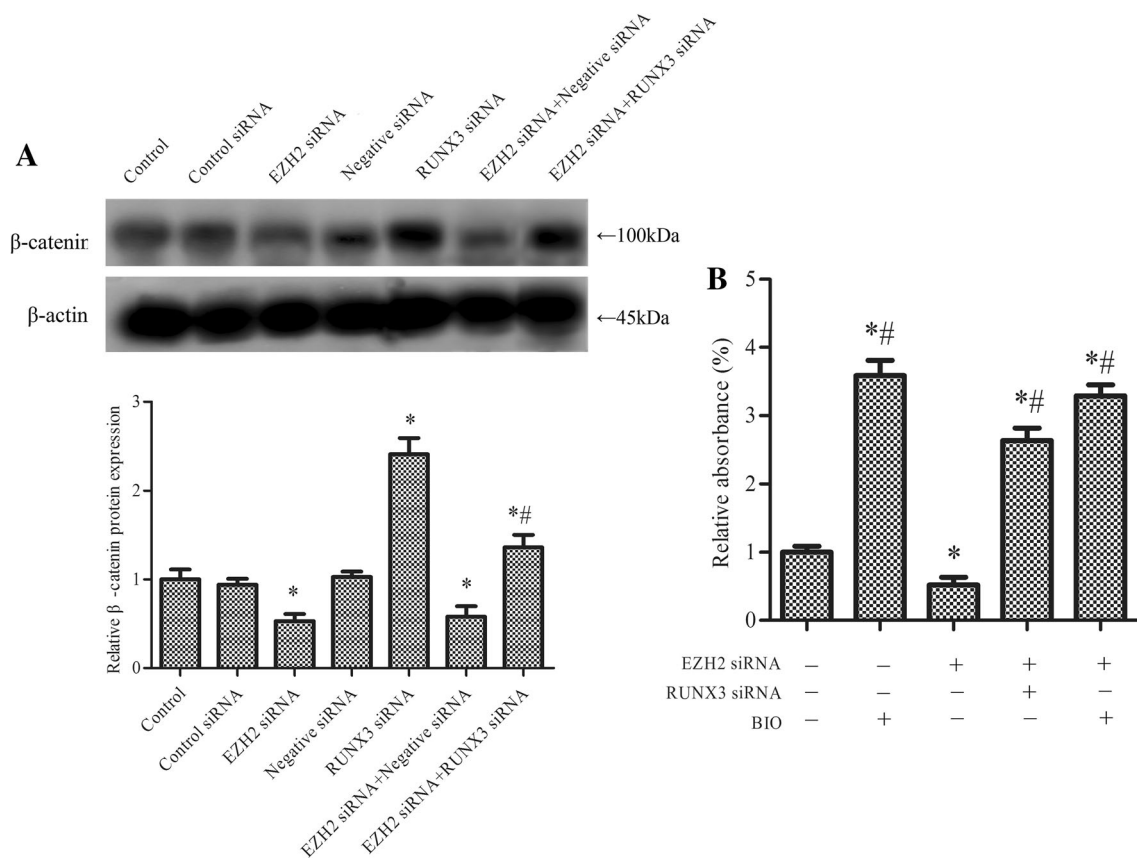 A
Control
Control siRNA
EZH2 siRNA
Negative siRNA
RUNX3 siRNA
EZH2 siRNA+Negative siRNA
EZH2 siRNA+RUNX3 siRNA
β-catenin
←100kDa
β-actin
←45kDa
Relative β -catenin protein expression
3
2
1
0
*
*
*
*#
Control
Control siRNA
EZH2 siRNA
Negative siRNA
RUNX3 siRNA
EZH2 siRNA+Negative siRNA
EZH2 siRNA+RUNX3 siRNA
B
Relative absorbance (%)
5
4
3
2
1
0
*#
*
*#
*#
EZH2 siRNA – – + + +
RUNX3 siRNA – – – + –
BIO – + – – +